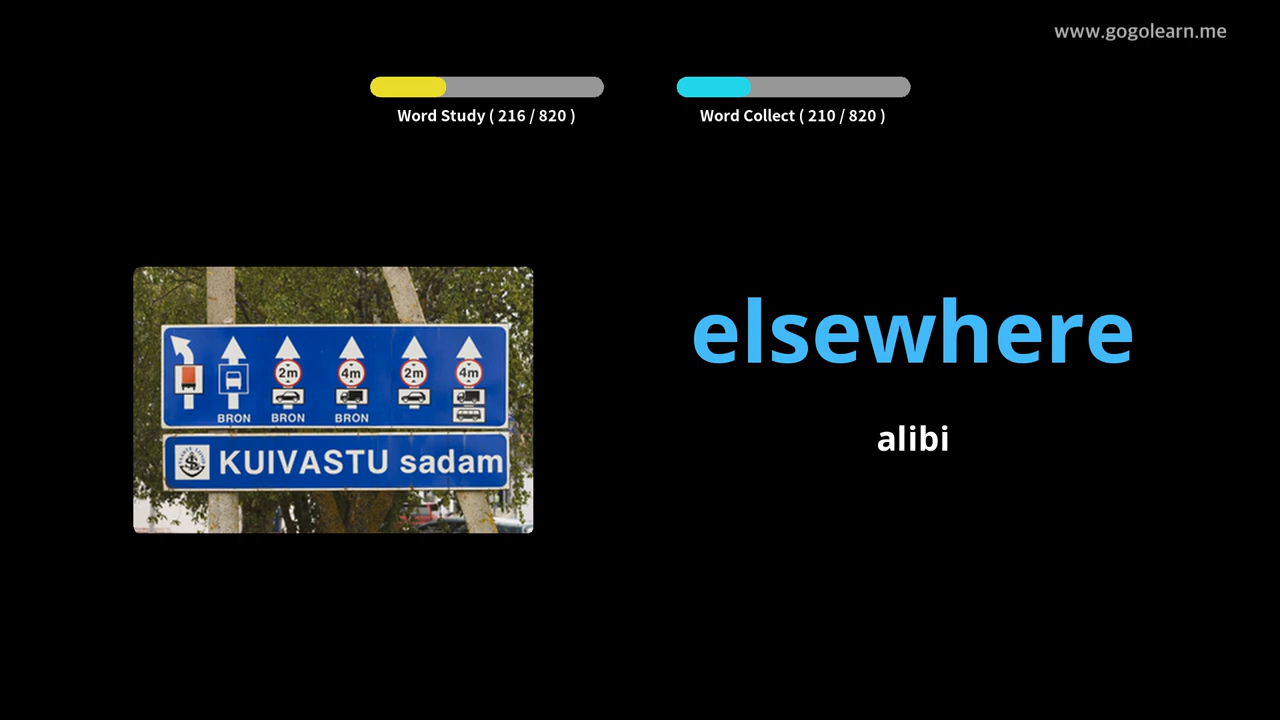 www.gogolearn.me
Word Study ( 216 / 820 )
Word Collect ( 210 / 820 )
elsewhere
alibi
2m 4m 2m 4m
BRON BRON BRON
KUIVASTU sadam